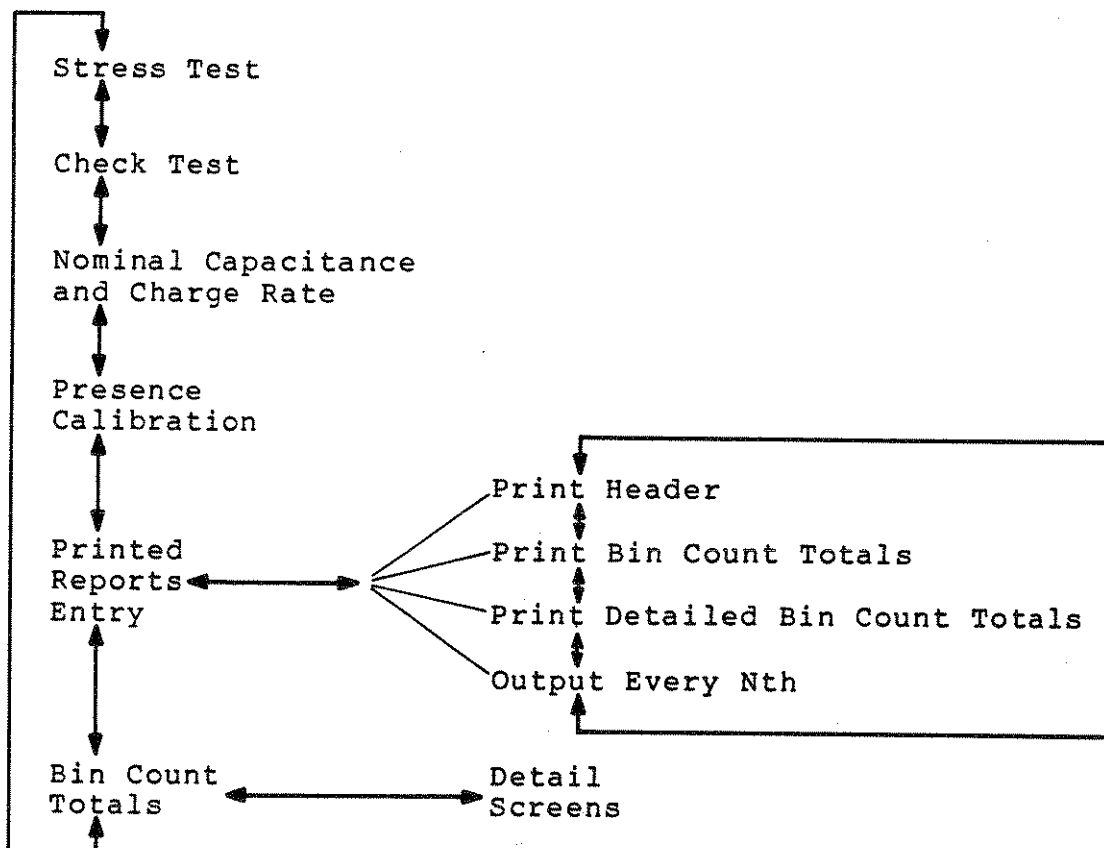 Stress Test
Check Test
Nominal Capacitance
and Charge Rate
Presence
Calibration
Printed
Reports
Entry
Print Header
Print Bin Count Totals
Print Detailed Bin Count Totals
Output Every Nth
Bin Count
Totals
Detail
Screens